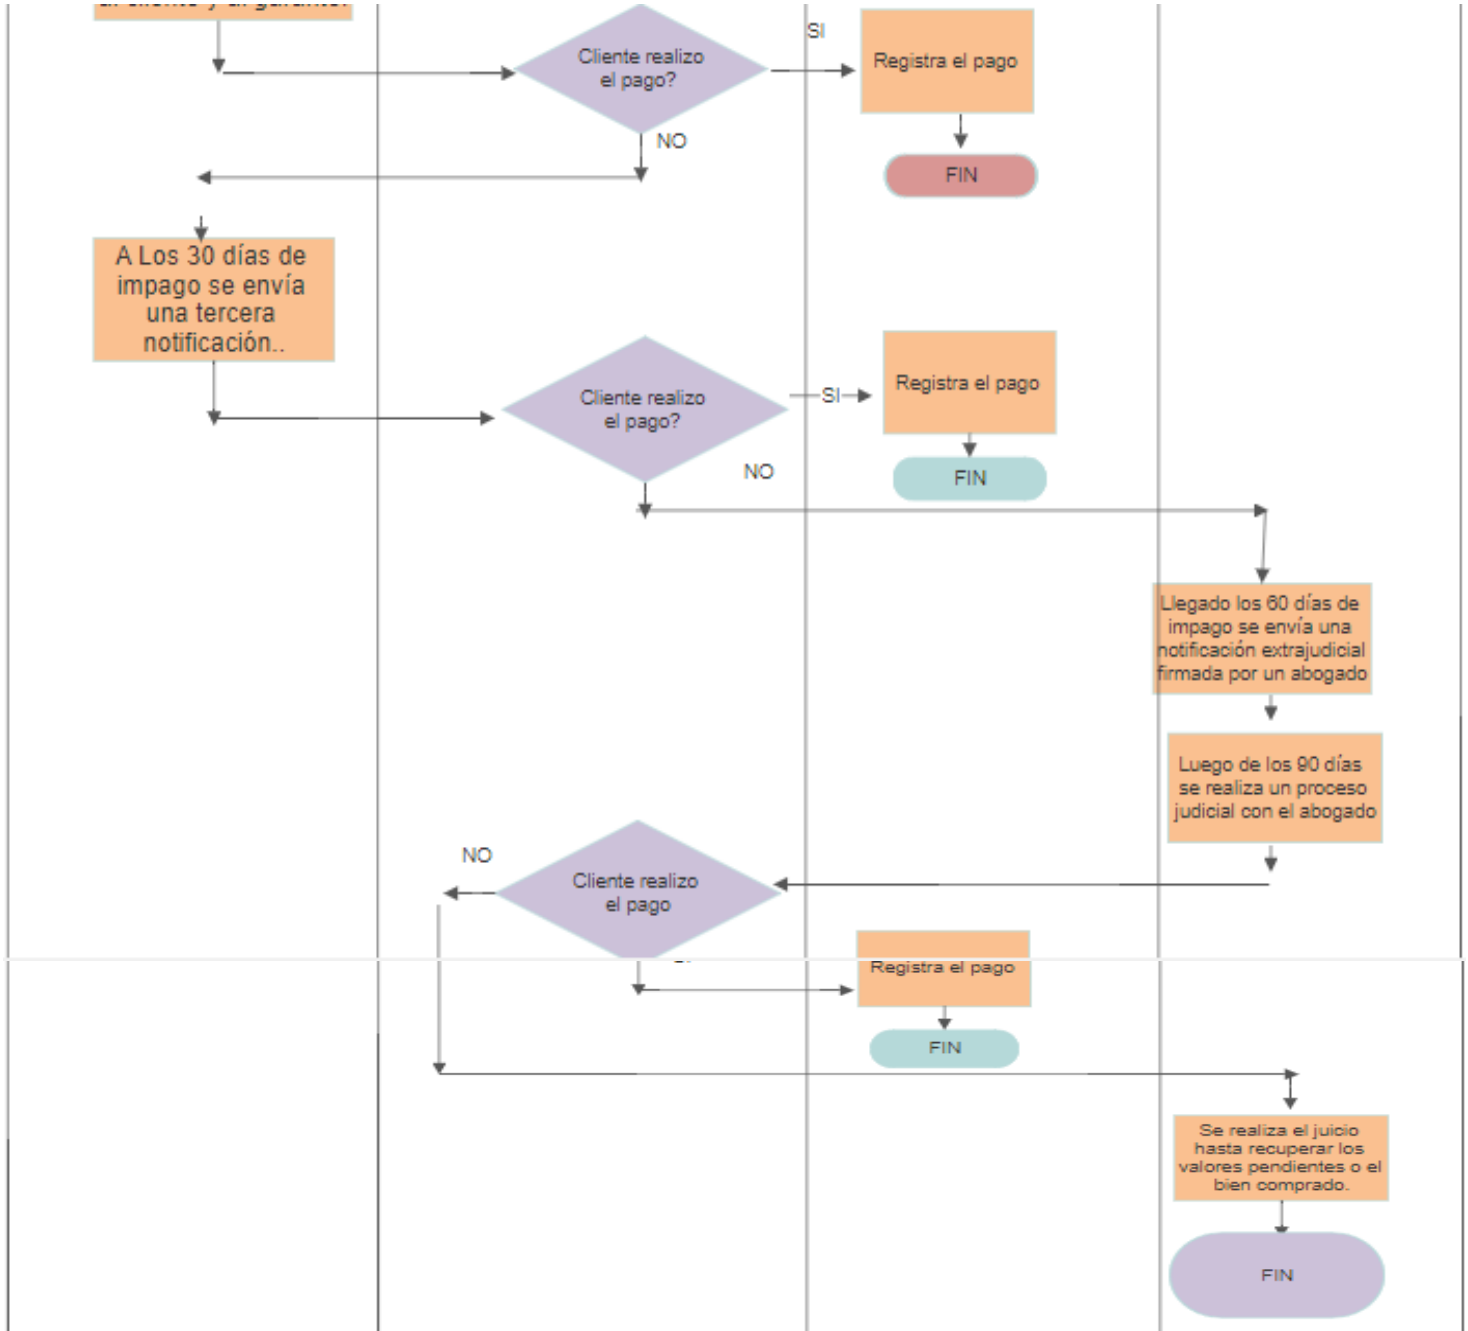 al cliente y al garante.
Cliente realizo
el pago?
SI
Registra el pago
NO
FIN
A Los 30 días de
impago se envía
una tercera
notificación..
Cliente realizo
el pago?
SI
Registra el pago
NO
FIN
Llegado los 60 días de
impago se envía una
notificación extrajudicial
firmada por un abogado
Luego de los 90 días
se realiza un proceso
judicial con el abogado
NO
Cliente realizo
el pago
Registra el pago
FIN
Se realiza el juicio
hasta recuperar los
valores pendientes o el
bien comprado.
FIN